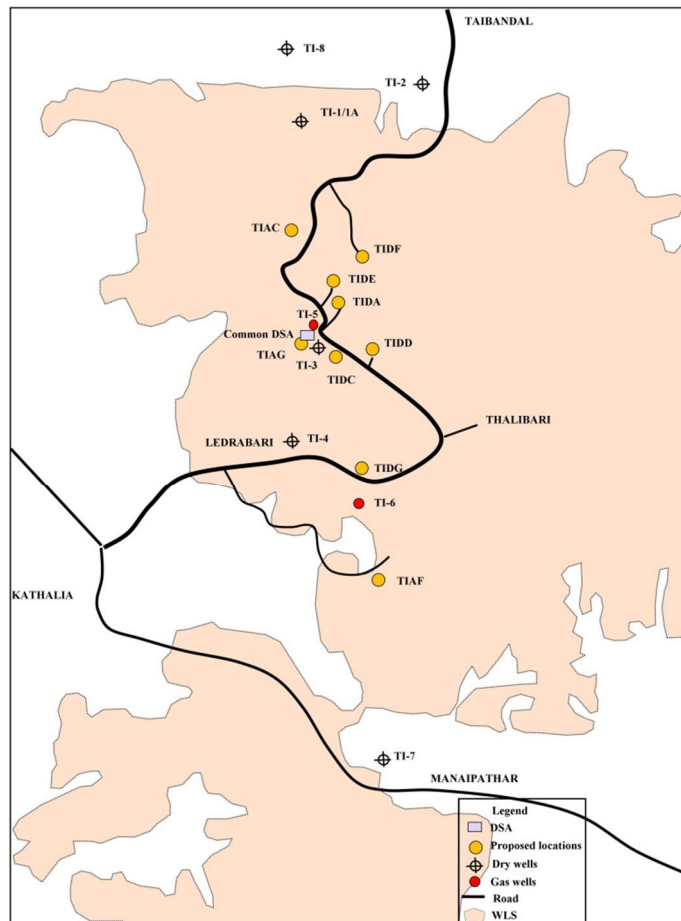 TAIBANDAL
TI-8
TI-2
TI-1/1A
TIAC
TIDF
TIDE
TIDA
TI-5
Common DSA
TIDD
TIAG
TI-3
TIDC
THALIBARI
LEDRABARI
TI-4
TIDG
TI-6
TIAF
KATHALIA
TI-7
MANAIPATHAR
Legend
DSA
Proposed locations
Dry wells
Gas wells
Road
WLS